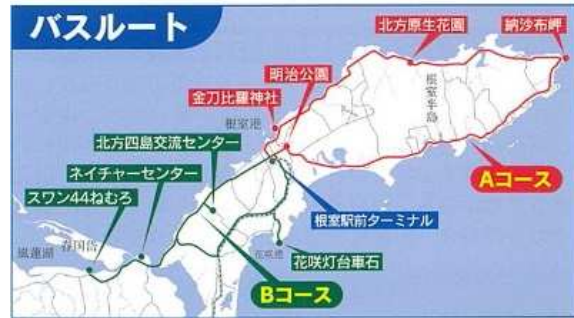 バスルート
北方原生花園
納沙布岬
明治公園
金刀比羅神社
根室港
根室半島
北方四島交流センター
Aコース
ネイチャーセンター
スワン44ねむろ
根室駅前ターミナル
春国岱
風蓮湖
花咲港
花咲灯台車石
Bコース